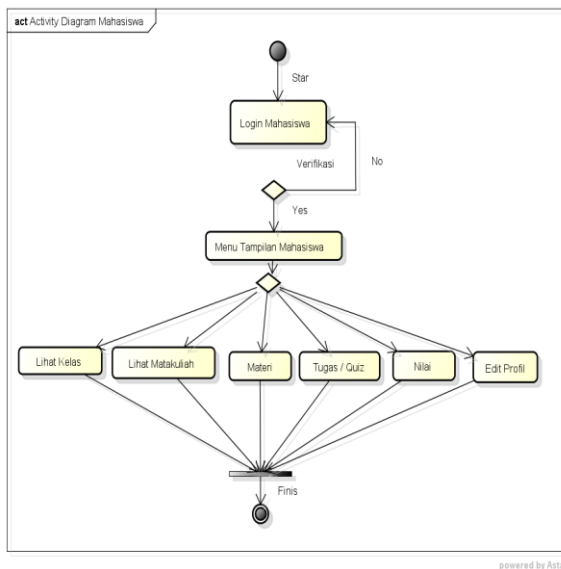 act Activity Diagram Mahasiswa
Star
Login Mahasiswa
Verifikasi
No
Yes
Menu Tampilan Mahasiswa
Lihat Kelas
Lihat Matakuliah
Materi
Tugas / Quiz
Nilai
Edit Profil
Finis
powered by Asta